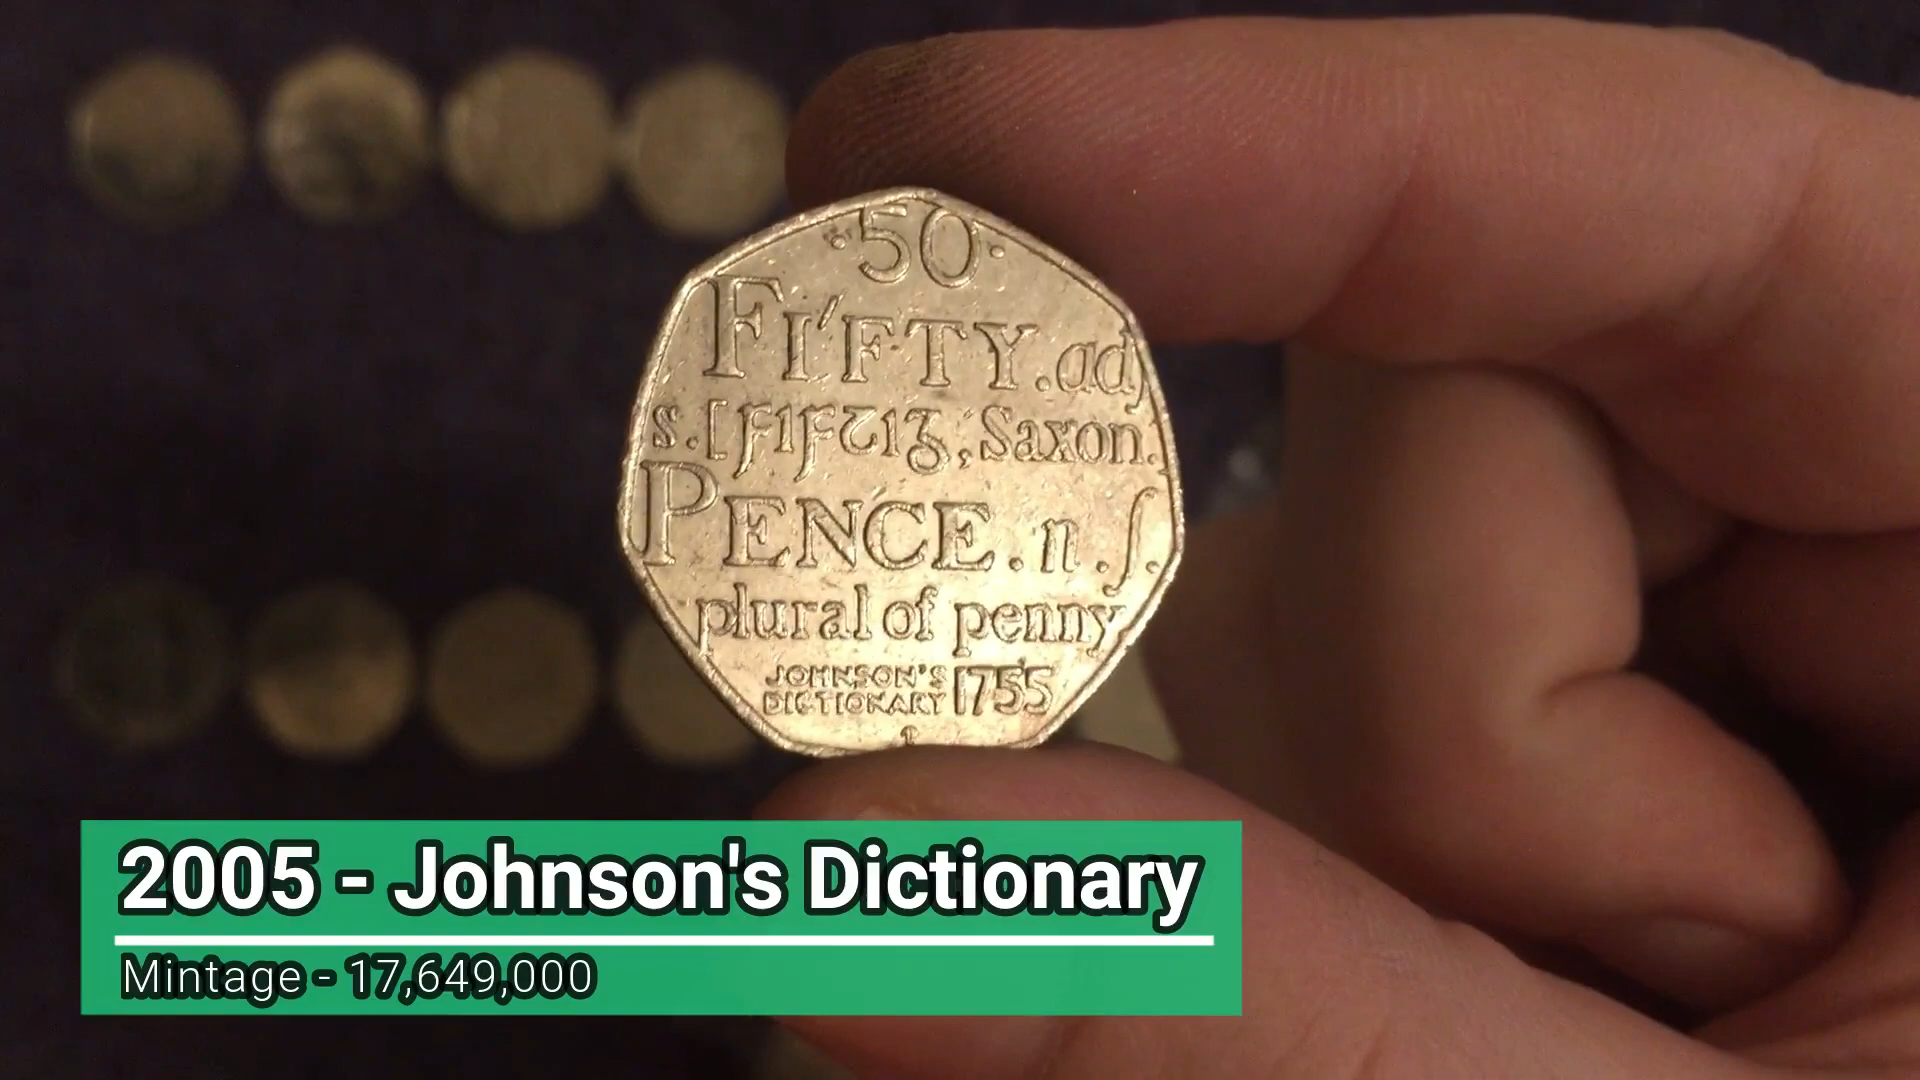 ·50·
FI'FTY.adj
s.[ꝼıꝼꞇıᵹ, Saxon.]
PENCE.n.ʃ.
plural of penny
JOHNSON'S
DICTIONARY 1755
2005 - Johnson's Dictionary
Mintage - 17,649,000